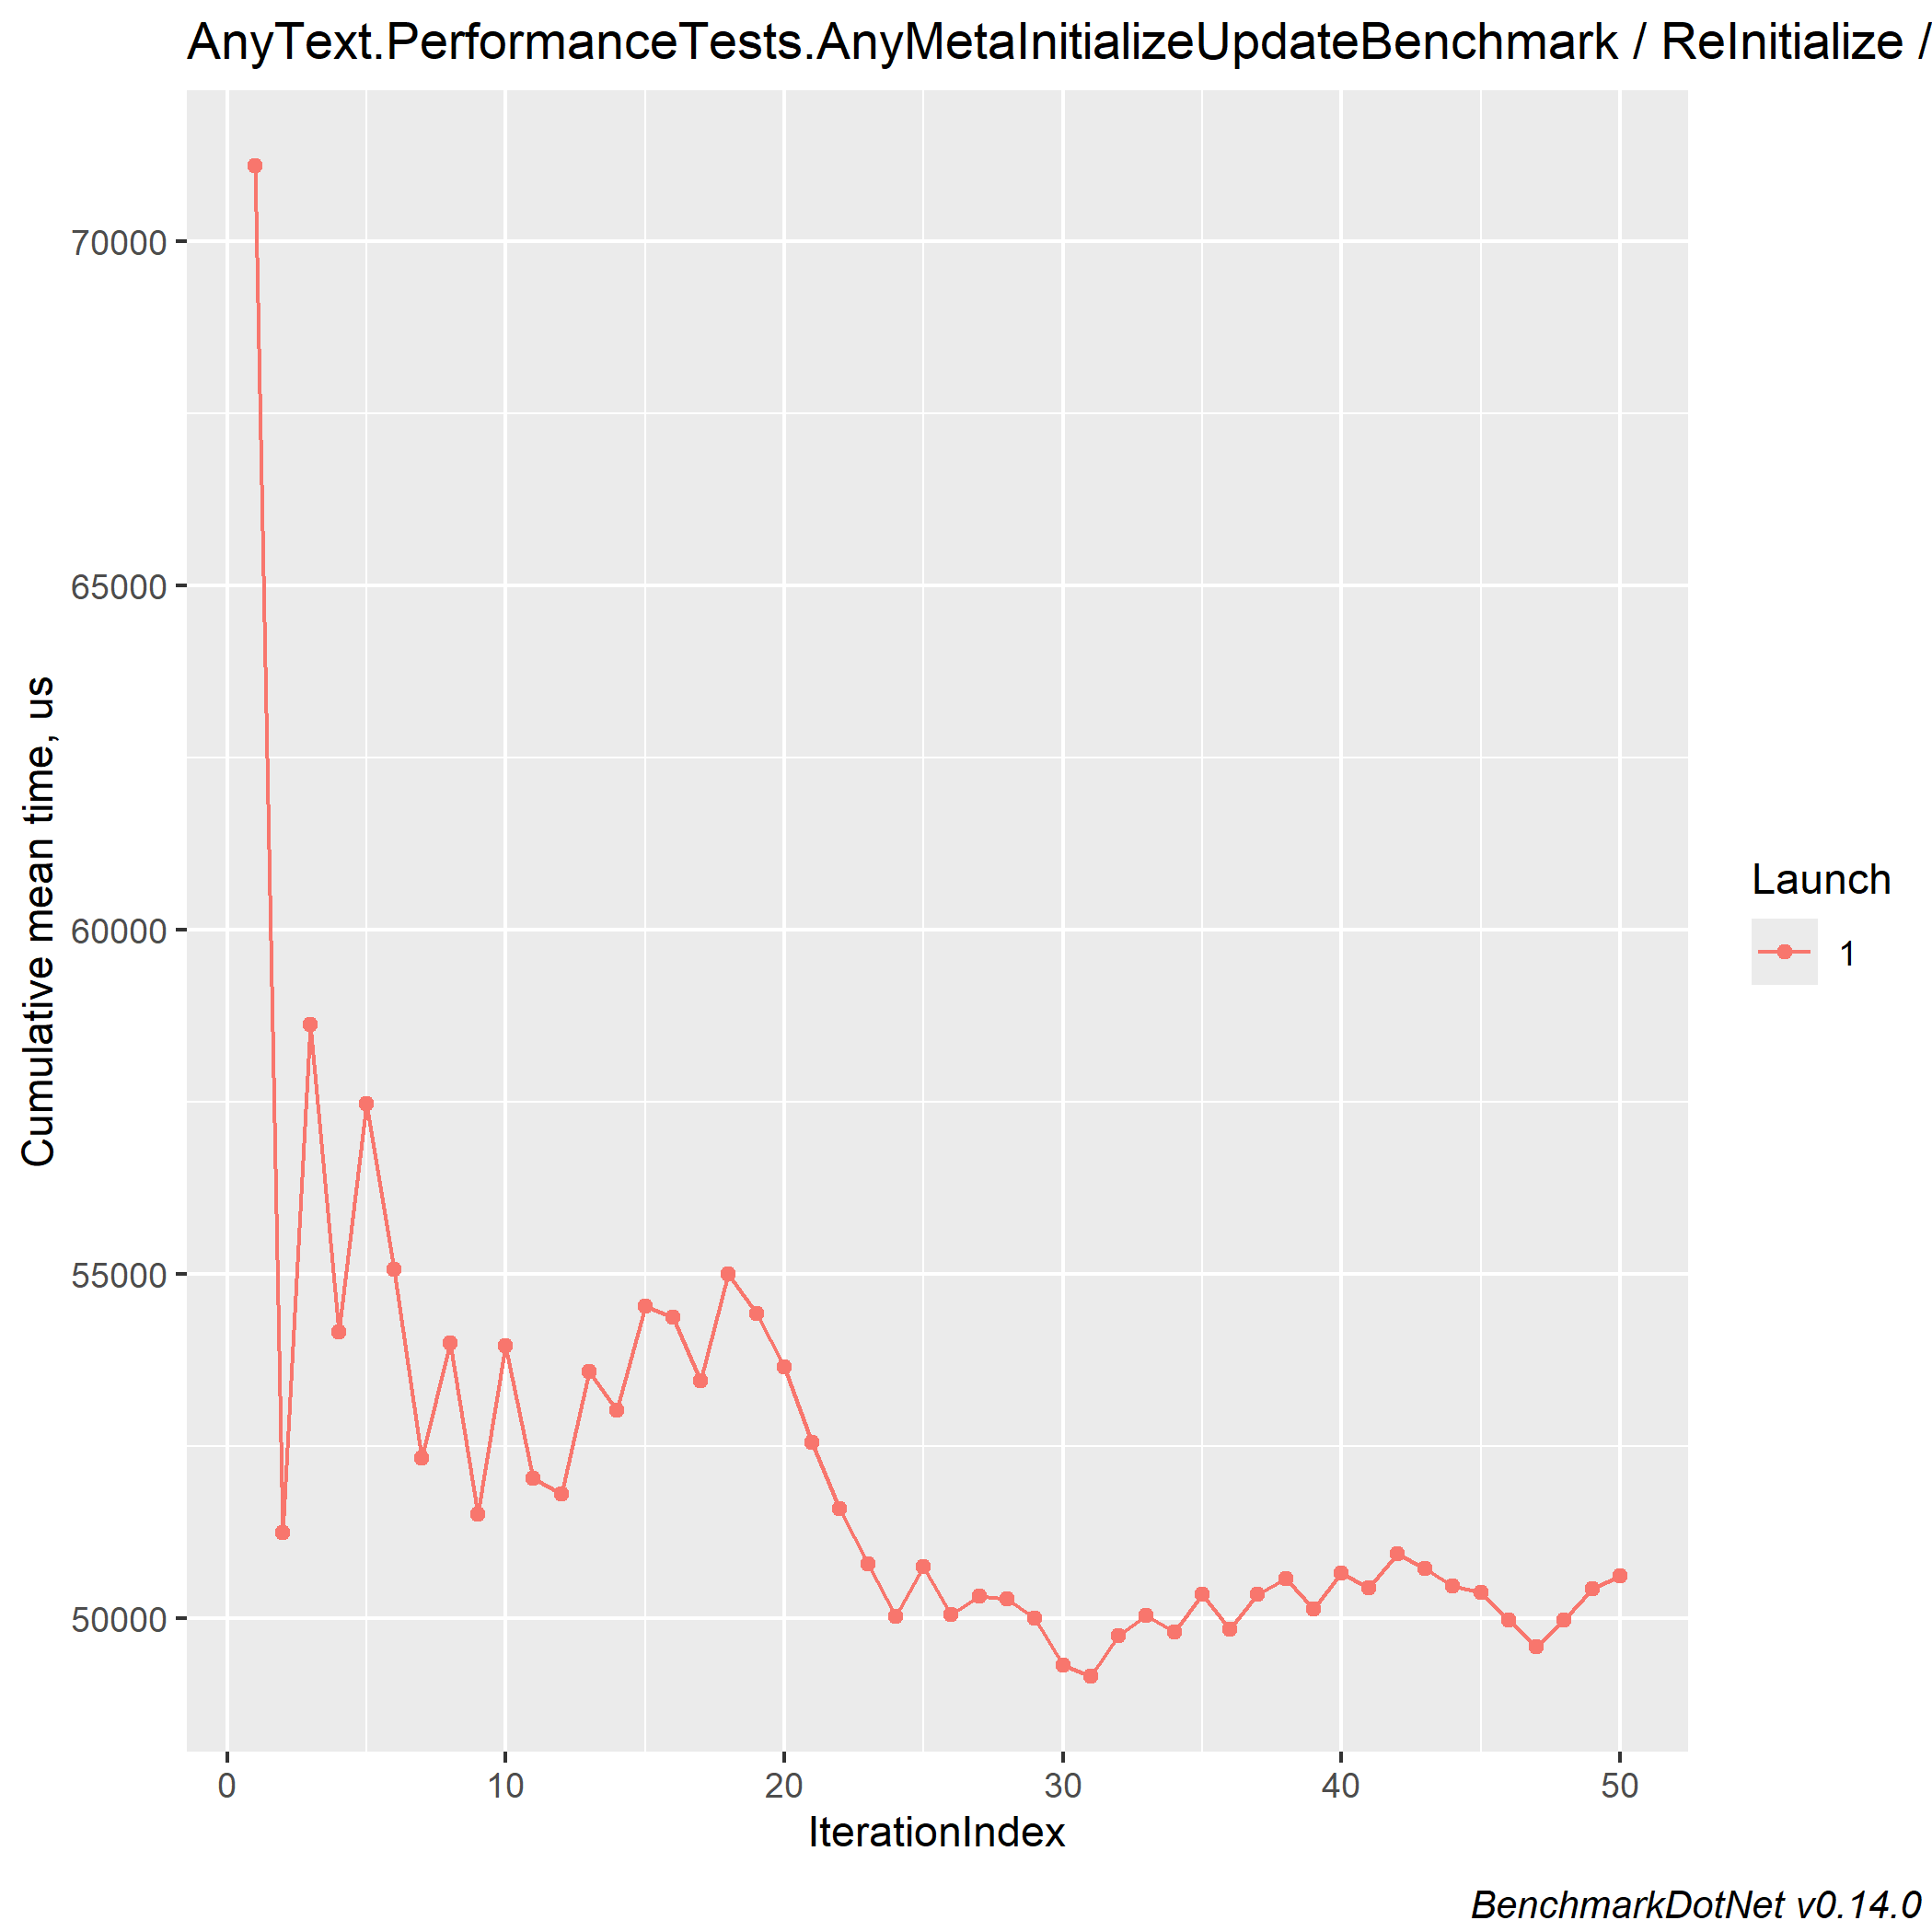 AnyText.PerformanceTests.AnyMetaInitializeUpdateBenchmark / ReInitialize /
70000
65000
60000
55000
50000
Cumulative mean time, us
0 10 20 30 40 50
IterationIndex
Launch
1
BenchmarkDotNet v0.14.0